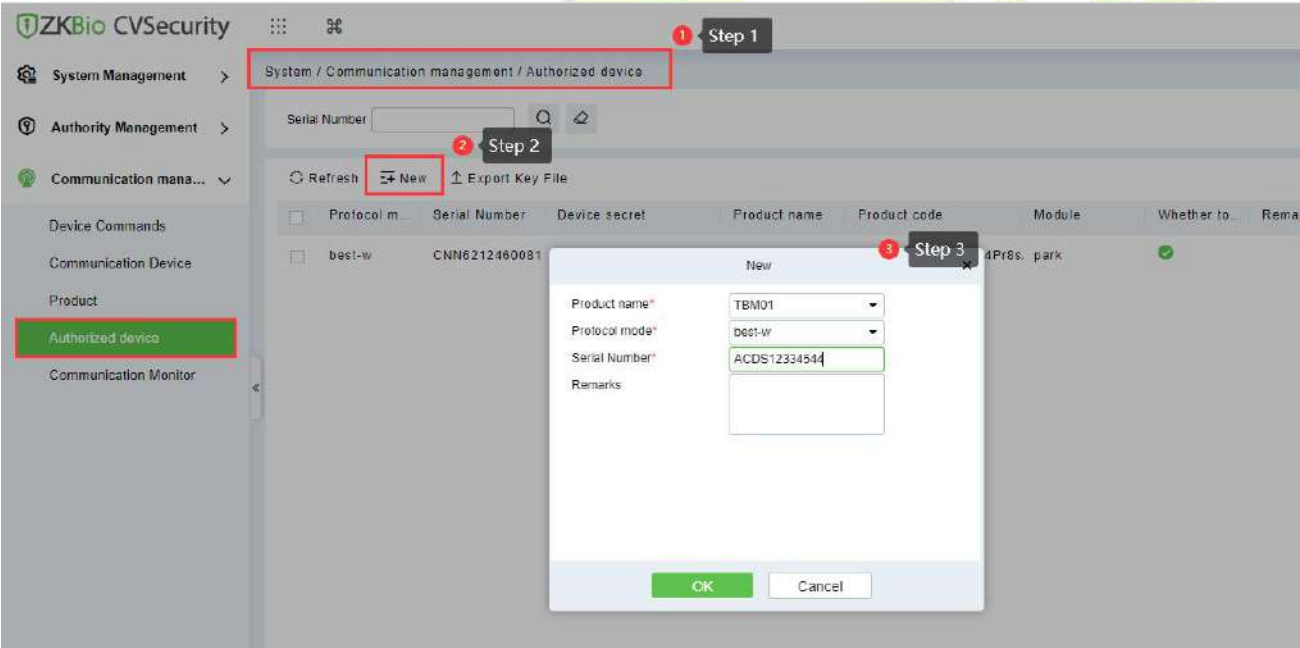 ZKBio CVSecurity
1 Step 1
System Management
System / Communication management / Authorized device
Authority Management
Serial Number
2 Step 2
Communication mana...
Refresh New Export Key File
Protocol m... Serial Number Device secret Product name Product code Module Whether to... Rema
Device Commands
best-w CNN6212460081 4Pr8s. park
3 Step 3
New
Communication Device
Product
Authorized device
Communication Monitor
Product name* TBM01
Protocol mode* best-w
Serial Number* ACDS12334544
Remarks
OK Cancel